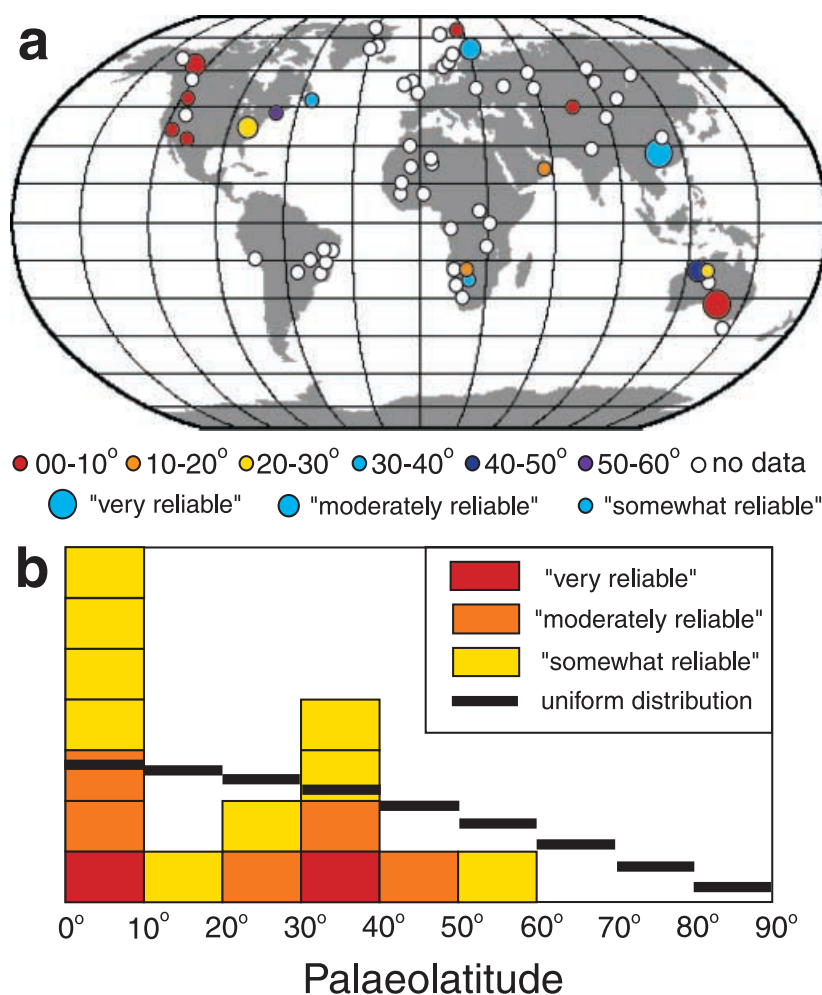 a
00-10° 10-20° 20-30° 30-40° 40-50° 50-60° no data
"very reliable" "moderately reliable" "somewhat reliable"
b
"very reliable"
"moderately reliable"
"somewhat reliable"
uniform distribution
0° 10° 20° 30° 40° 50° 60° 70° 80° 90°
Palaeolatitude